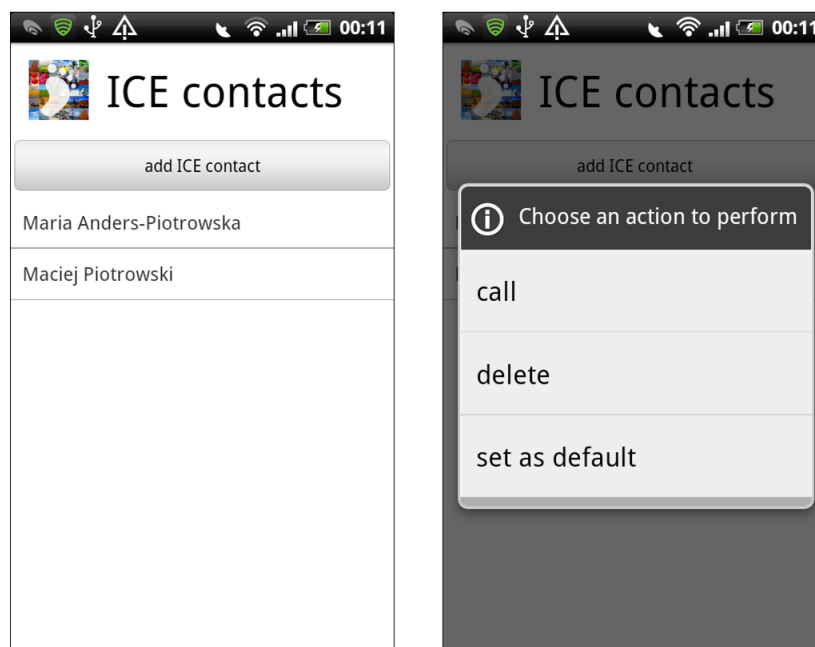 00:11
ICE contacts
add ICE contact
Maria Anders-Piotrowska
Maciej Piotrowski
00:11
ICE contacts
add ICE contact
Choose an action to perform
call
delete
set as default